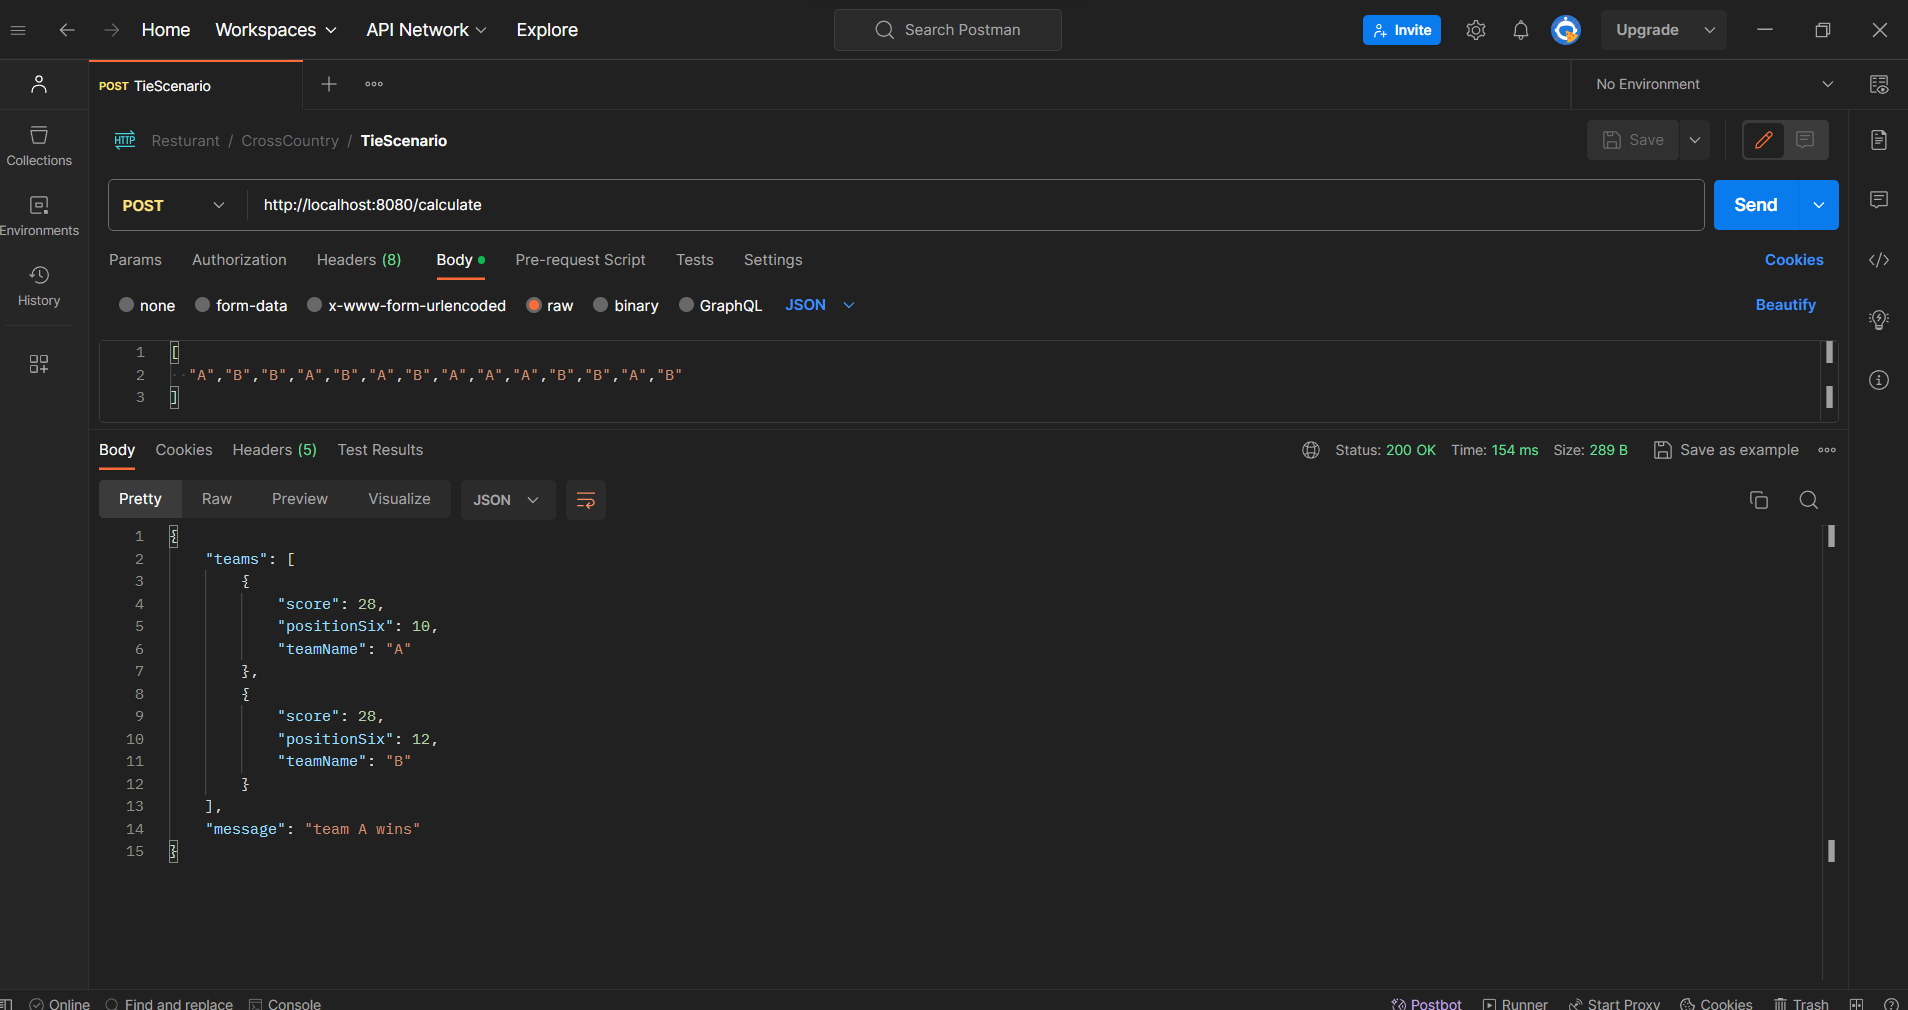 Home Workspaces API Network Explore Search Postman Invite Upgrade
POST TieScenario No Environment
HTTP Resturant / CrossCountry / TieScenario Save
Collections
POST http://localhost:8080/calculate Send
Environments
Params Authorization Headers (8) Body Pre-request Script Tests Settings Cookies
History
none form-data x-www-form-urlencoded raw binary GraphQL JSON Beautify
1 [
2 "A","B","B","A","B","A","B","A","A","A","B","B","A","B"
3 ]
Body Cookies Headers (5) Test Results Status: 200 OK Time: 154 ms Size: 289 B Save as example
Pretty Raw Preview Visualize JSON
1 {
2 "teams": [
3 {
4 "score": 28,
5 "positionSix": 10,
6 "teamName": "A"
7 },
8 {
9 "score": 28,
10 "positionSix": 12,
11 "teamName": "B"
12 }
13 ],
14 "message": "team A wins"
15 }
Online Find and replace Console Postbot Runner Start Proxy Cookies Trash